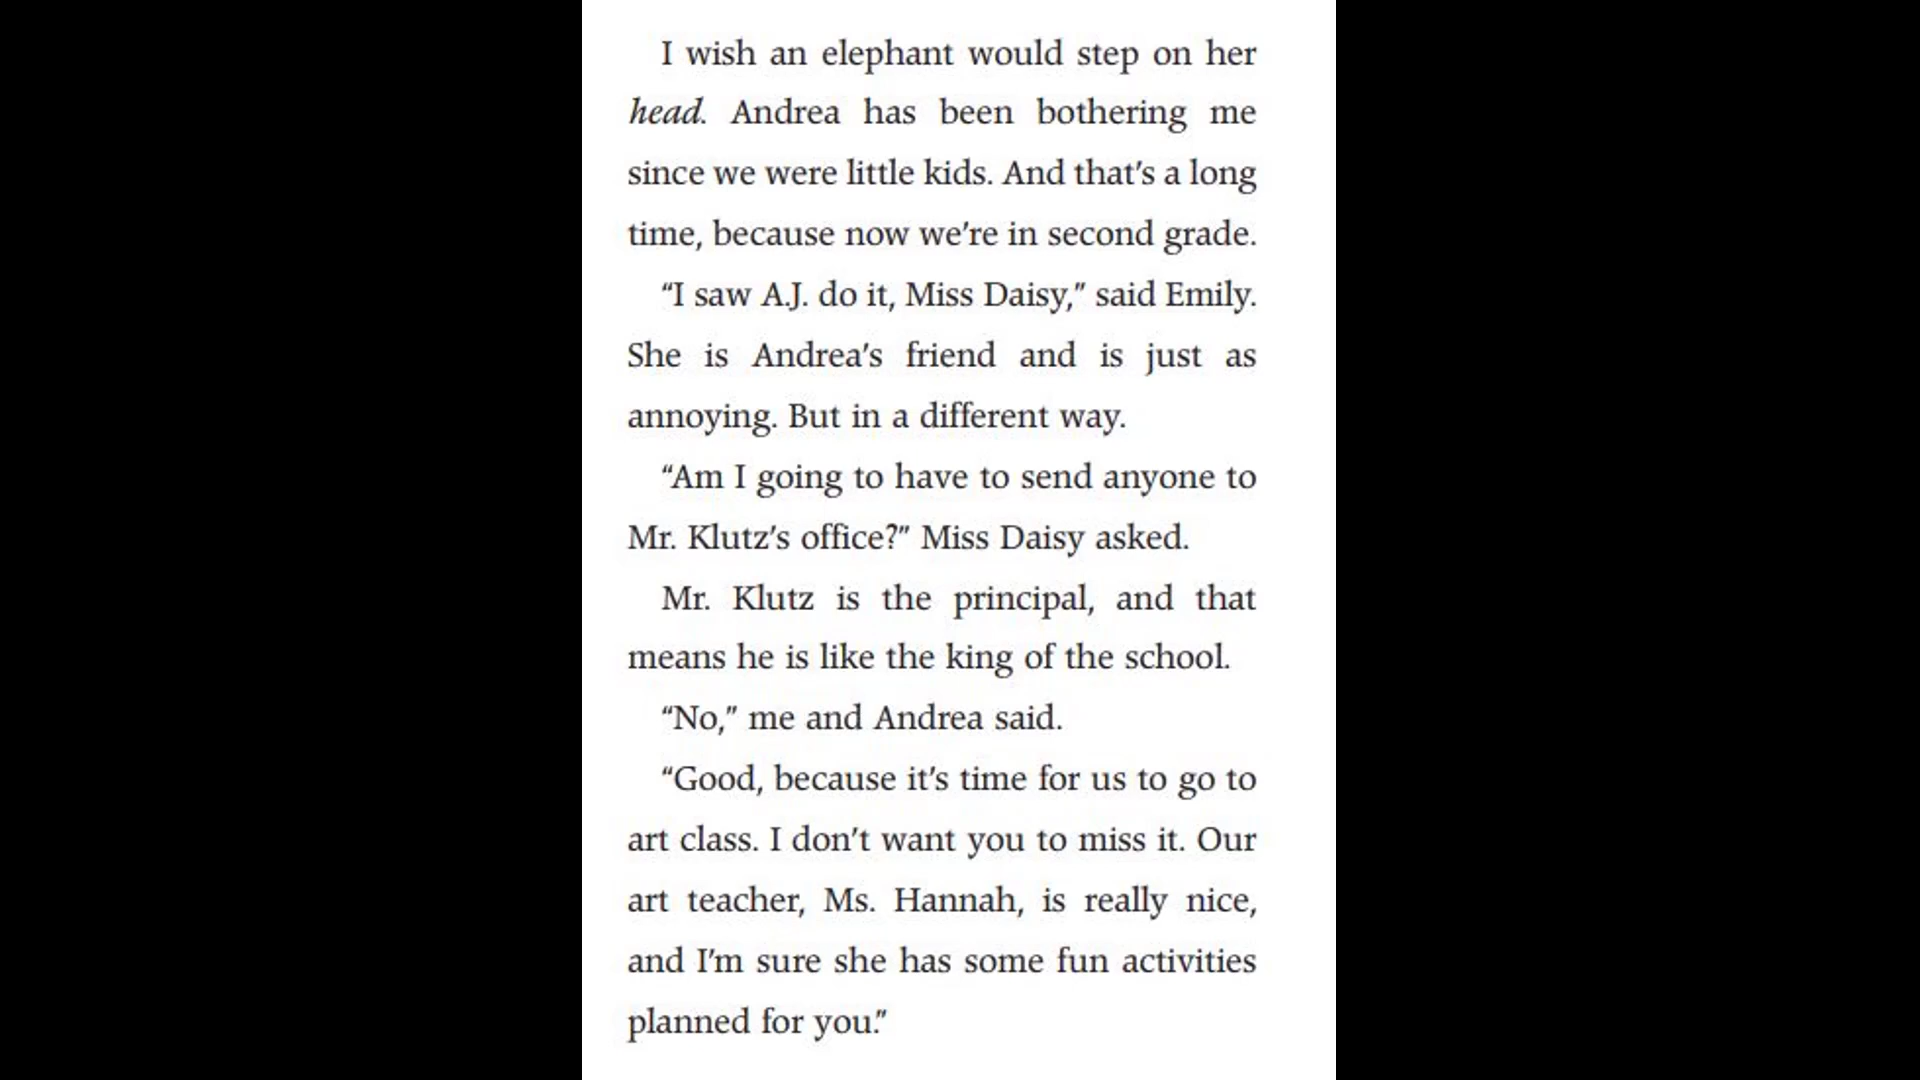 I wish an elephant would step on her
head. Andrea has been bothering me
since we were little kids. And that’s a long
time, because now we’re in second grade.
“I saw A.J. do it, Miss Daisy,” said Emily.
She is Andrea’s friend and is just as
annoying. But in a different way.
“Am I going to have to send anyone to
Mr. Klutz’s office?” Miss Daisy asked.
Mr. Klutz is the principal, and that
means he is like the king of the school.
“No,” me and Andrea said.
“Good, because it’s time for us to go to
art class. I don’t want you to miss it. Our
art teacher, Ms. Hannah, is really nice,
and I’m sure she has some fun activities
planned for you.”